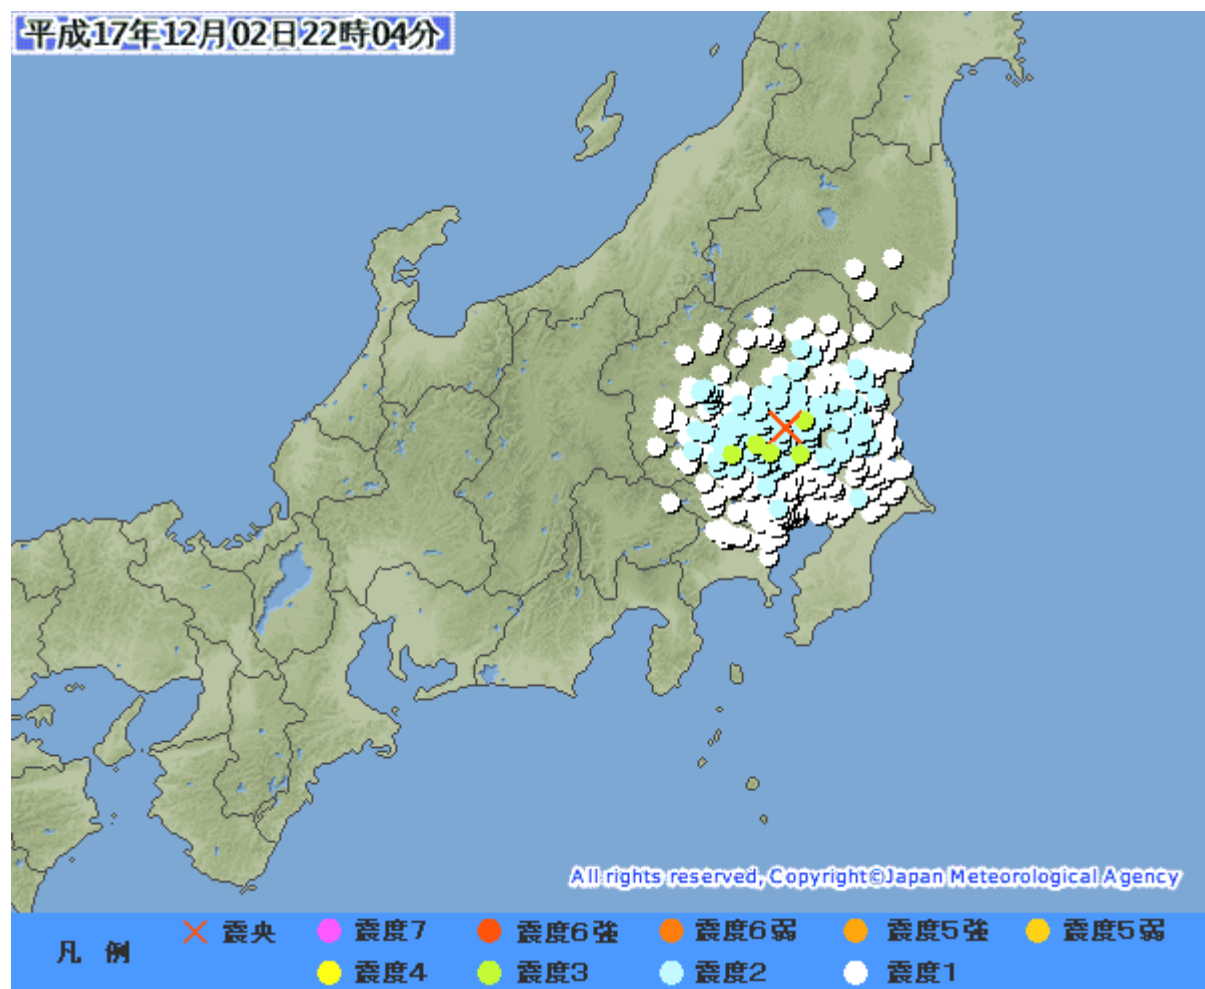 平成17年12月02日22時04分
All rights reserved, Copyright©Japan Meteorological Agency
凡 例
震央 震度7 震度6強 震度6弱 震度5強 震度5弱
震度4 震度3 震度2 震度1